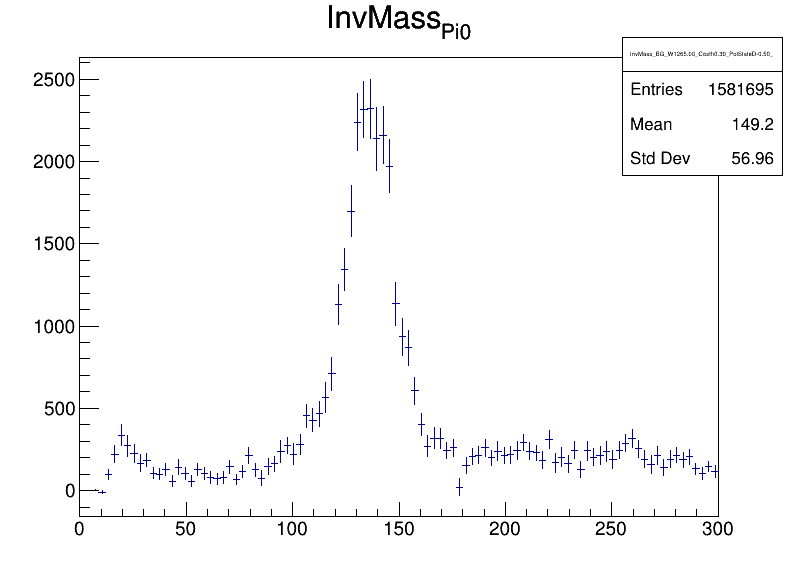 InvMass_Pi0
InvMass_BG_W1265.00_Costh0.30_PolStateD-0.50_
Entries 1581695
Mean 149.2
Std Dev 56.96
2500
2000
1500
1000
500
0
0 50 100 150 200 250 300